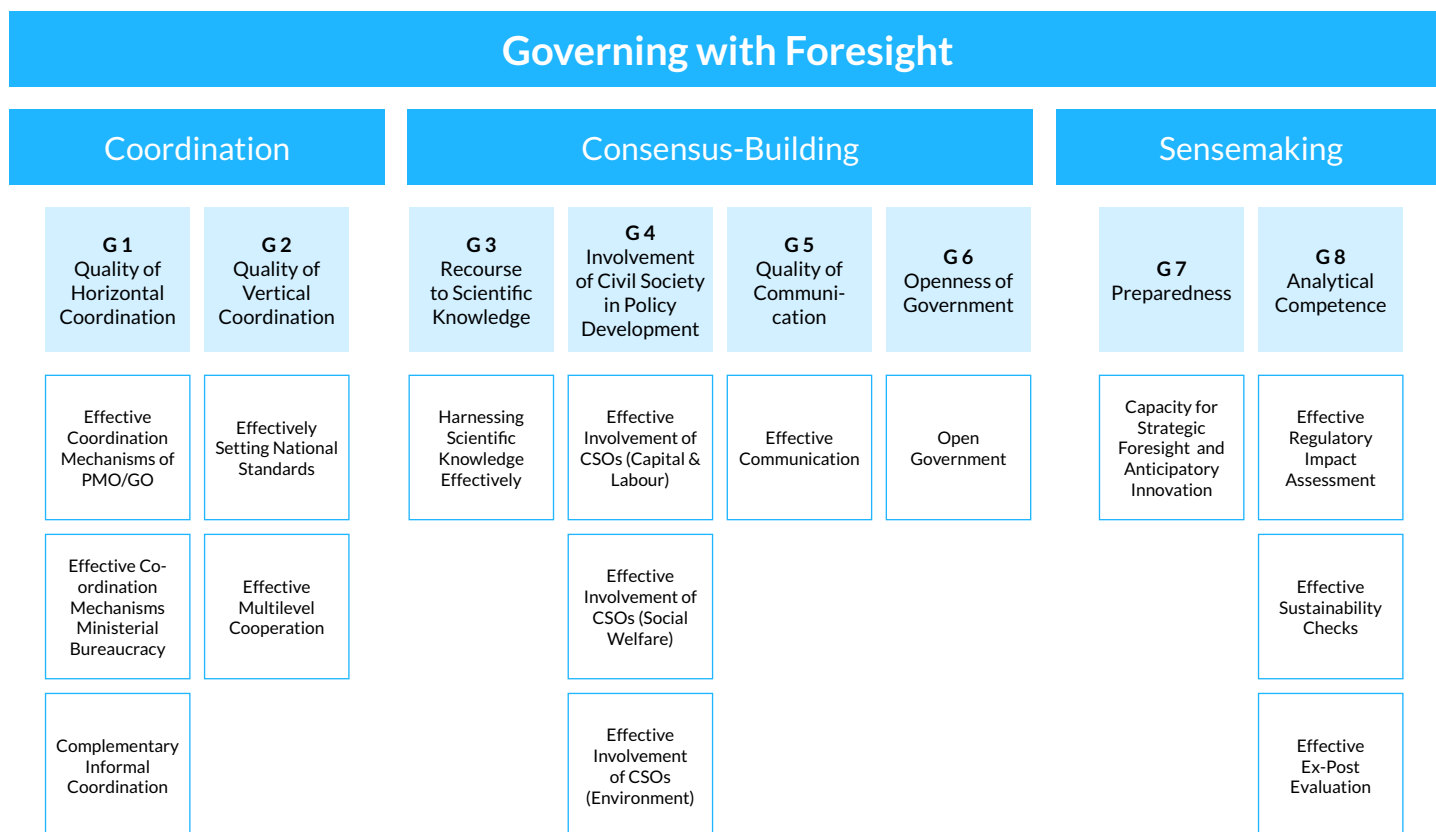 Governing with Foresight
Coordination
Consensus-Building
Sensemaking
G 1
Quality of
Horizontal
Coordination
G 2
Quality of
Vertical
Coordination
G 3
Recourse
to Scientific
Knowledge
G 4
Involvement
of Civil Society
in Policy
Development
G 5
Quality of
Communi-
cation
G 6
Openness of
Government
G 7
Preparedness
G 8
Analytical
Competence
Effective
Coordination
Mechanisms of
PMO/GO
Effectively
Setting National
Standards
Harnessing
Scientific
Knowledge
Effectively
Effective
Involvement of
CSOs (Capital &
Labour)
Effective
Communication
Open
Government
Capacity for
Strategic
Foresight and
Anticipatory
Innovation
Effective
Regulatory
Impact
Assessment
Effective Co-
ordination
Mechanisms
Ministerial
Bureaucracy
Effective
Multilevel
Cooperation
Effective
Involvement of
CSOs (Social
Welfare)
Effective
Sustainability
Checks
Complementary
Informal
Coordination
Effective
Involvement
of CSOs
(Environment)
Effective
Ex-Post
Evaluation